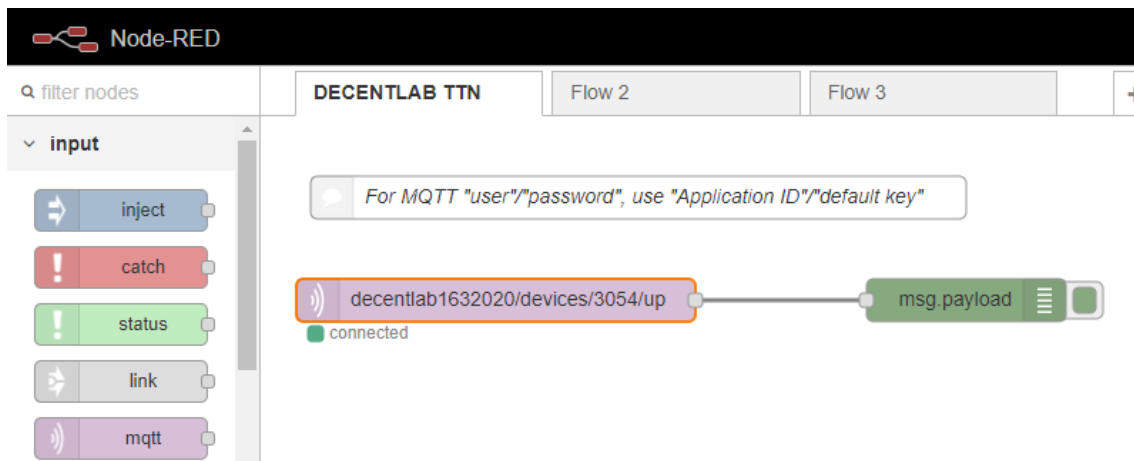 Node-RED
filter nodes
DECENTLAB TTN
Flow 2
Flow 3
+
input
inject
catch
status
link
mqtt
For MQTT "user"/"password", use "Application ID"/"default key"
decentlab1632020/devices/3054/up
connected
msg.payload